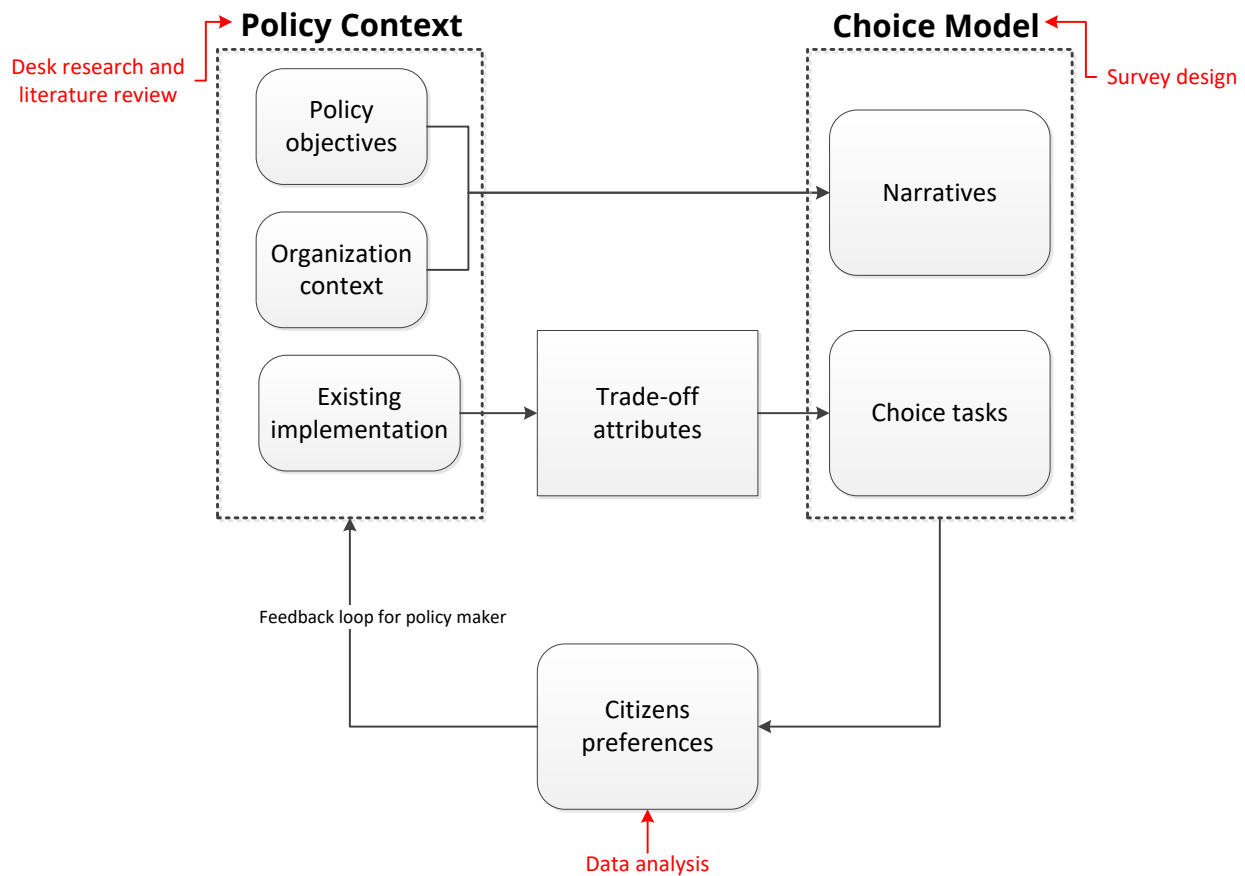 Policy Context
Choice Model
Desk research and
literature review
Survey design
Policy
objectives
Narratives
Organization
context
Existing
implementation
Trade-off
attributes
Choice tasks
Feedback loop for policy maker
Citizens
preferences
Data analysis